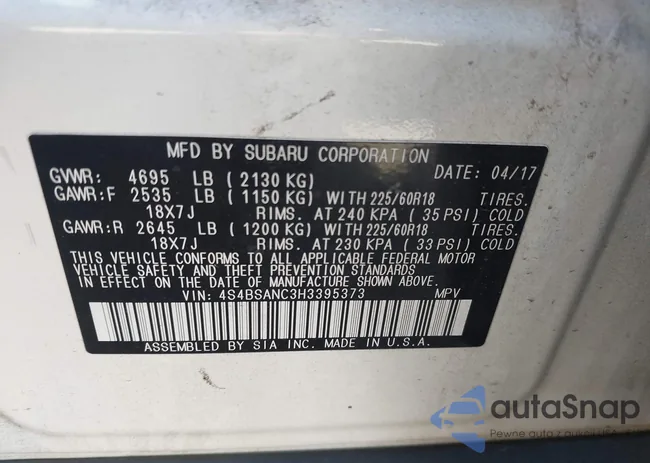 MFD BY SUBARU CORPORATION DATE: 04/17
GVWR: 4695 LB (2130 KG)
GAWR:F 2535 LB (1150 KG) WITH 225/60R18 TIRES.
18X7J RIMS. AT 240 KPA (35 PSI) COLD
GAWR:R 2645 LB (1200 KG) WITH 225/60R18 TIRES.
18X7J RIMS. AT 230 KPA (33 PSI) COLD
THIS VEHICLE CONFORMS TO ALL APPLICABLE FEDERAL MOTOR
VEHICLE SAFETY AND THEFT PREVENTION STANDARDS
IN EFFECT ON THE DATE OF MANUFACTURE SHOWN ABOVE.
VIN: 4S4BSANC3H3395373 MPV
ASSEMBLED BY SIA INC. MADE IN U.S.A.
autaSnap
Pewne auto z aukcji